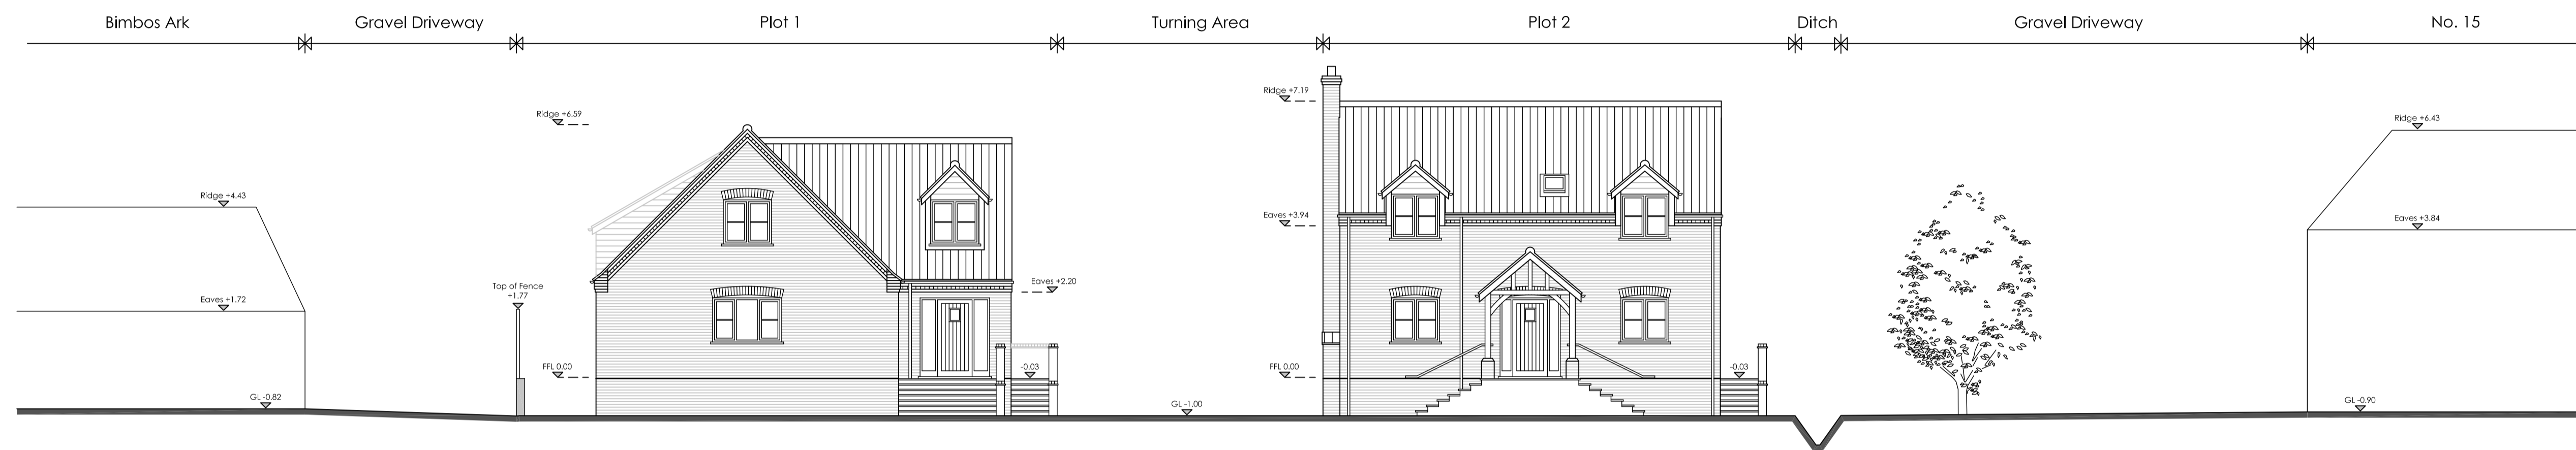 Bimbos Ark
Gravel Driveway
Plot 1
Turning Area
Plot 2
Ditch
Gravel Driveway
No. 15
Ridge +4.43
Eaves +1.72
GL -0.82
Top of Fence
+1.77
Ridge +6.59
FFL 0.00
Eaves +2.20
-0.03
GL -1.00
Ridge +7.19
Eaves +3.94
FFL 0.00
-0.03
Ridge +6.43
Eaves +3.84
GL -0.90